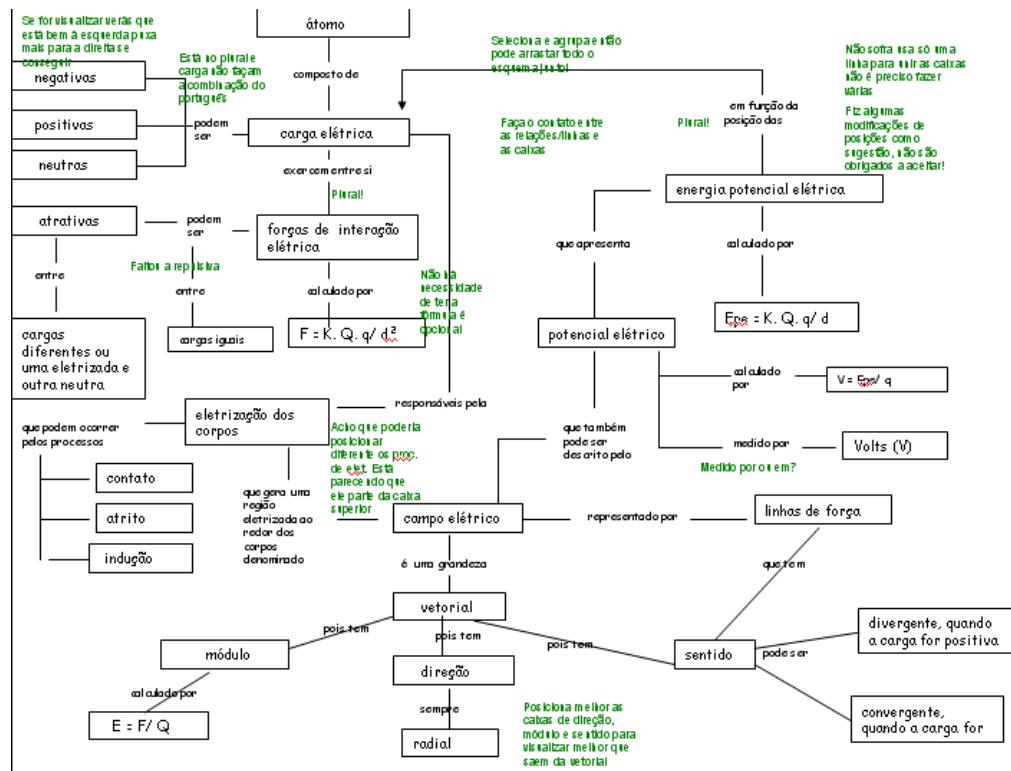 Se for visualizar verás que
está bem à esquerda puxa
mais para a direita se
conseguir
átomo
Seleciona e agrupa então
pode arrastar todo o
esquema junto!
Não sofra usa só uma
linha para unir as caixas
não é preciso fazer
várias
Fiz algumas
modificações de
posições como
sugestão, não são
obrigados a aceitar!
Está no plural e
carga não façam
a combinação do
português
negativas
composto de
positivas
podem
ser
carga elétrica
Faça o contato entre
as relações/linhas e
as caixas
Plural!
em função da
posição das
neutras
exercem entre si
Plural!
energia potencial elétrica
atrativas
podem
ser
forças de interação
elétrica
que apresenta
calculado por
entre
Faltou a repulsiva
entre
calculado por
Não há
necessidade
de ter a
fórmula é
opcional
cargas
diferentes ou
uma eletrizada e
outra neutra
cargas iguais
F = K. Q. q/ d²
potencial elétrico
Epe = K. Q. q/ d
calculado
por
V = Epe/ q
eletrização dos
corpos
responsáveis pela
que podem ocorrer
pelos processos
Acho que poderia
posicionar
diferente os proc.
de elet. Está
parecendo que
ele parte da caixa
superior
que também
pode ser
descrito pelo
medido por
Volts (V)
Medido por ou em?
contato
atrito
indução
que gera uma
região
eletrizada ao
redor dos
corpos
denominado
campo elétrico
representado por
linhas de força
é uma grandeza
que tem
vetorial
pois tem
pois tem
pois tem
módulo
direção
sentido
pode ser
divergente, quando
a carga for positiva
calculado por
sempre
E = F/ Q
radial
Posiciona melhor as
caixas de direção,
módulo e sentido para
visualizar melhor que
saem da vetorial
convergente,
quando a carga for